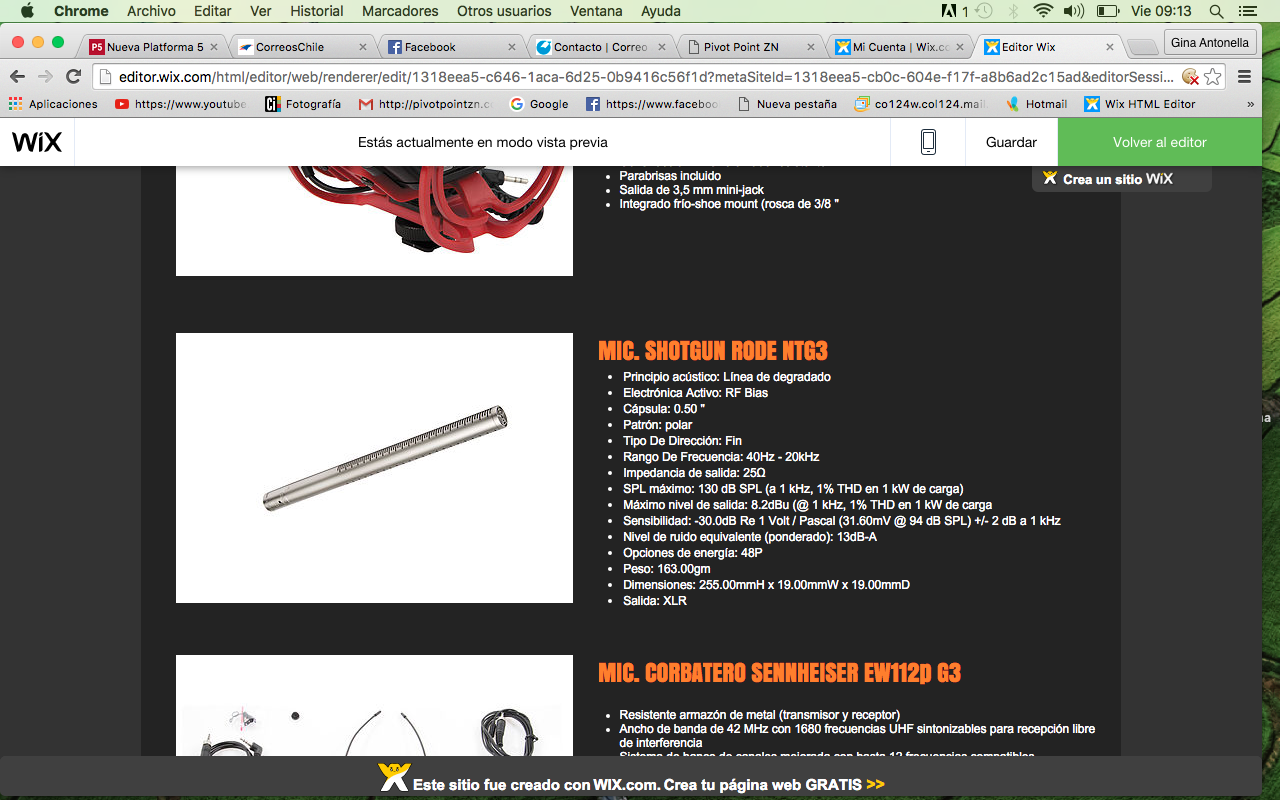 Chrome Archivo Editar Ver Historial Marcadores Otros usuarios Ventana Ayuda 1 Vie 09:13
P5 Nueva Platforma 5 CorreosChile Facebook Contacto | Correo Pivot Point ZN Mi Cuenta | Wix.co Editor Wix Gina Antonella
editor.wix.com/html/editor/web/renderer/edit/1318eea5-c646-1aca-6d25-0b9416c56f1d?metaSiteId=1318eea5-cb0c-604e-f17f-a8b6ad2c15ad&editorSessi...
Aplicaciones https://www.youtube Fotografía http://pivotpointzn.c Google https://www.faceboo Nueva pestaña co124w.col124.mail. Hotmail Wix HTML Editor »
WiX Estás actualmente en modo vista previa Guardar Volver al editor
Crea un sitio WiX
• Parabrisas incluido
• Salida de 3,5 mm mini-jack
• Integrado frío-shoe mount (rosca de 3/8 "
MIC. SHOTGUN RODE NTG3
• Principio acústico: Línea de degradado
• Electrónica Activo: RF Bias
• Cápsula: 0.50 "
• Patrón: polar
• Tipo De Dirección: Fin
• Rango De Frecuencia: 40Hz - 20kHz
• Impedancia de salida: 25Ω
• SPL máximo: 130 dB SPL (a 1 kHz, 1% THD en 1 kW de carga)
• Máximo nivel de salida: 8.2dBu (@ 1 kHz, 1% THD en 1 kW de carga
• Sensibilidad: -30.0dB Re 1 Volt / Pascal (31.60mV @ 94 dB SPL) +/- 2 dB a 1 kHz
• Nivel de ruido equivalente (ponderado): 13dB-A
• Opciones de energía: 48P
• Peso: 163.00gm
• Dimensiones: 255.00mmH x 19.00mmW x 19.00mmD
• Salida: XLR
MIC. CORBATERO SENNHEISER EW112p G3
• Resistente armazón de metal (transmisor y receptor)
• Ancho de banda de 42 MHz con 1680 frecuencias UHF sintonizables para recepción libre
de interferencia
Este sitio fue creado con WIX.com. Crea tu página web GRATIS >>